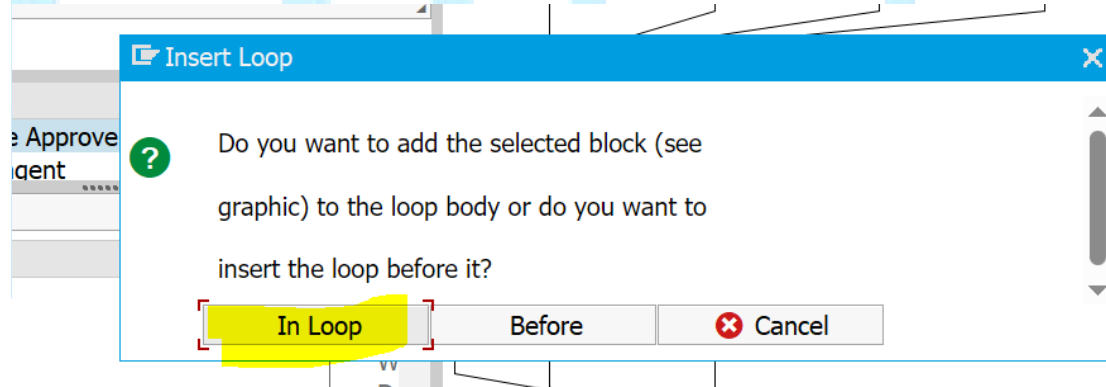 Insert Loop
e Approve
gent
Do you want to add the selected block (see
graphic) to the loop body or do you want to
insert the loop before it?
In Loop
Before
Cancel